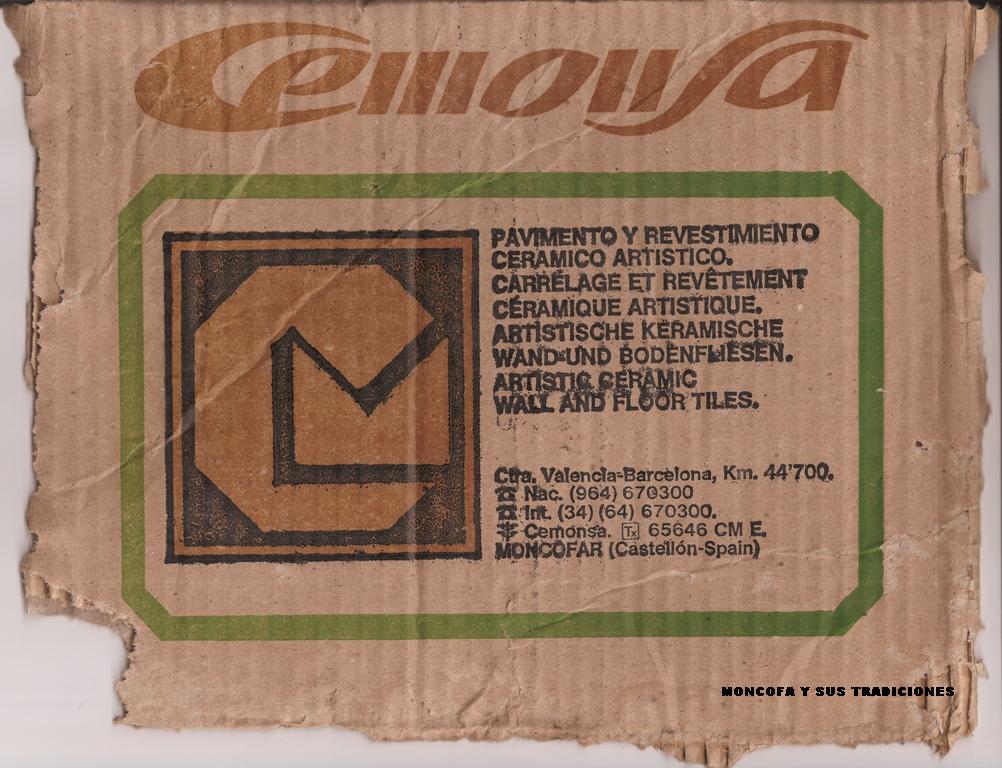 Cemonsa
PAVIMENTO Y REVESTIMIENTO
CERAMICO ARTISTICO.
CARRÉLAGE ET REVÊTEMENT
CÉRAMIQUE ARTISTIQUE.
ARTISTISCHE KERAMISCHE
WAND-UND BODENFLIESEN.
ARTISTIC CERAMIC
WALL AND FLOOR TILES.
Ctra. Valencia-Barcelona, Km. 44'700.
☎ Nac. (964) 670300
☎ Int. (34) (64) 670300.
Cemonsa. Tx 65646 CM E.
MONCOFAR (Castellón-Spain)
MONCOFA Y SUS TRADICIONES